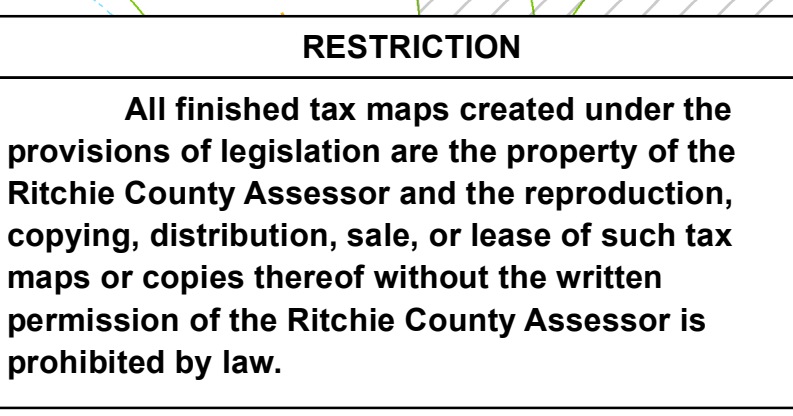 RESTRICTION
All finished tax maps created under the
provisions of legislation are the property of the
Ritchie County Assessor and the reproduction,
copying, distribution, sale, or lease of such tax
maps or copies thereof without the written
permission of the Ritchie County Assessor is
prohibited by law.